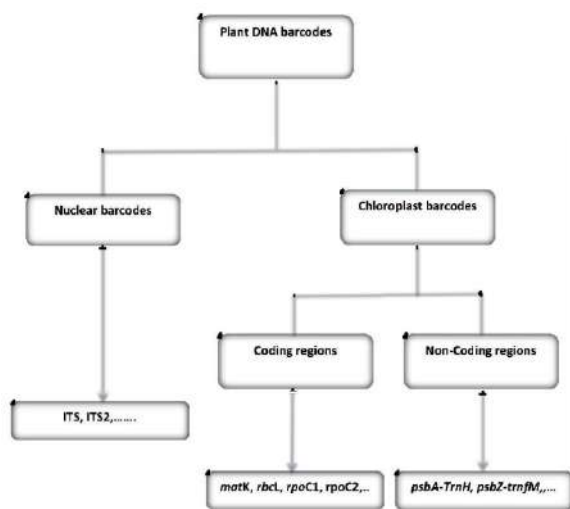 Plant DNA barcodes
Nuclear barcodes
Chloroplast barcodes
Coding regions
Non-Coding regions
ITS, ITS2,.......
matK, rbcL, rpoC1, rpoC2,..
psbA-TrnH, psbZ-trnfM,,...